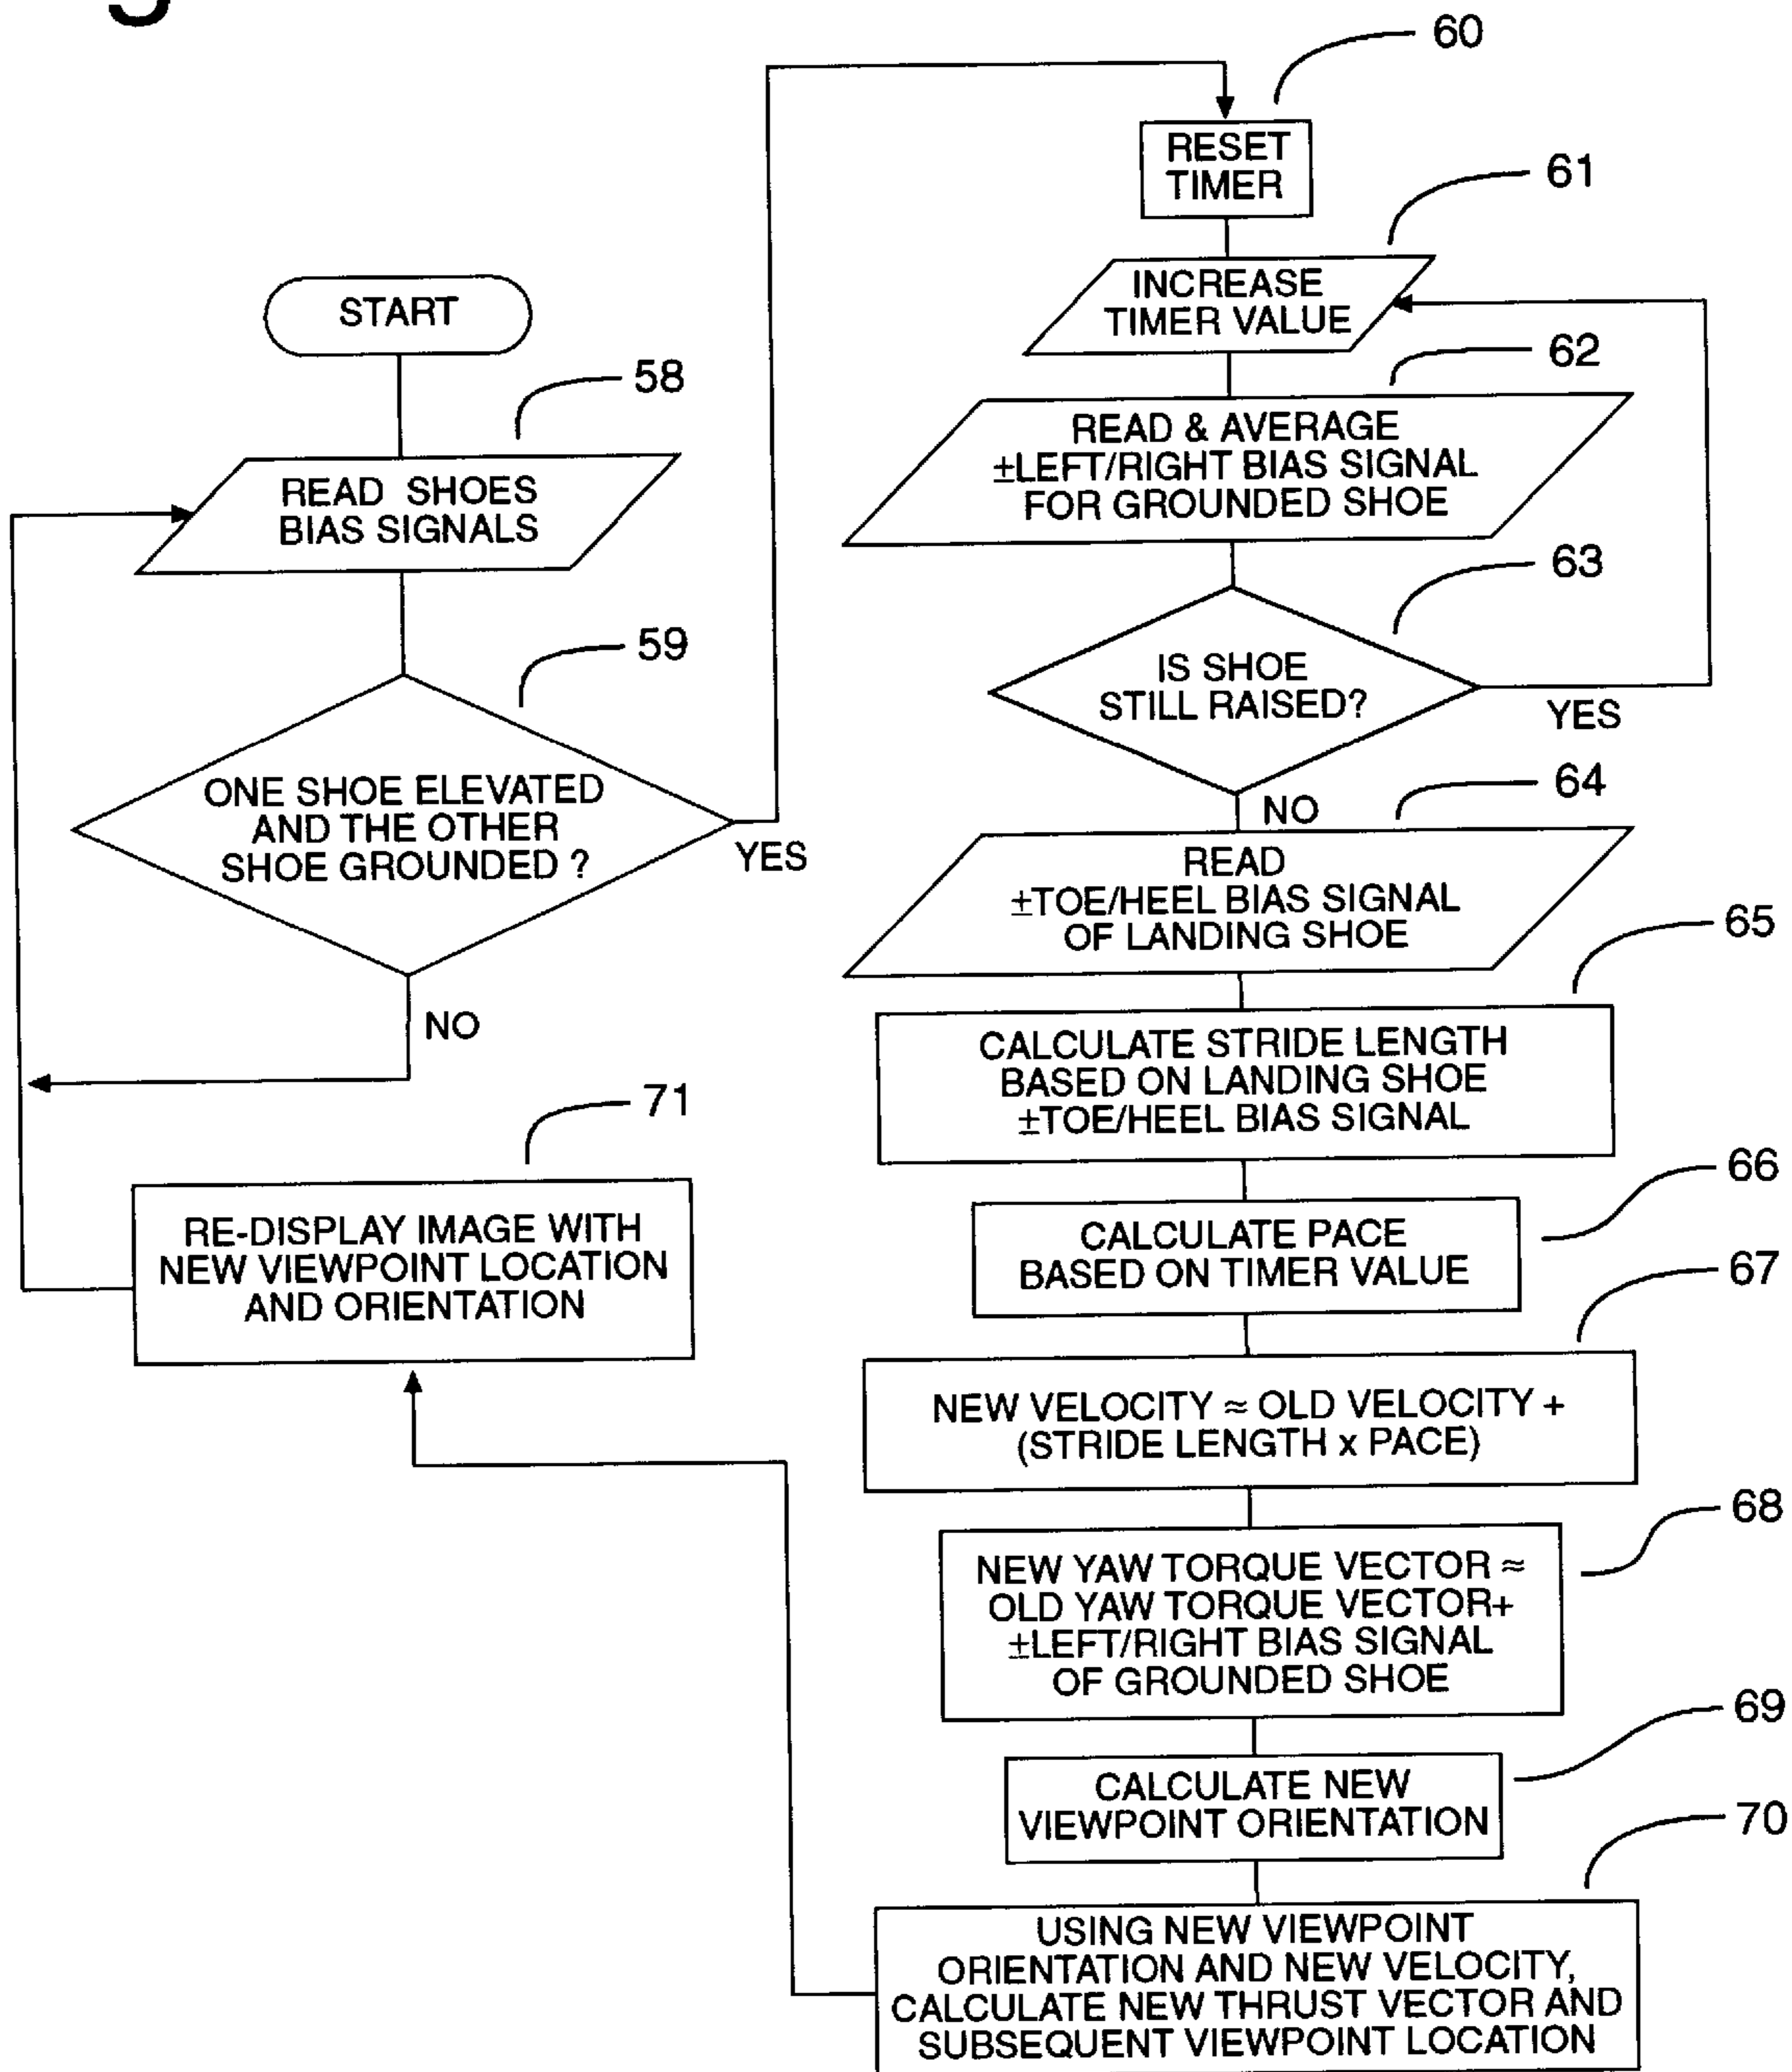 START
58
READ SHOES
BIAS SIGNALS
59
ONE SHOE ELEVATED
AND THE OTHER
SHOE GROUNDED ?
YES
NO
60
RESET
TIMER
61
INCREASE
TIMER VALUE
62
READ & AVERAGE
±LEFT/RIGHT BIAS SIGNAL
FOR GROUNDED SHOE
63
IS SHOE
STILL RAISED?
YES
NO
64
READ
±TOE/HEEL BIAS SIGNAL
OF LANDING SHOE
65
CALCULATE STRIDE LENGTH
BASED ON LANDING SHOE
±TOE/HEEL BIAS SIGNAL
66
CALCULATE PACE
BASED ON TIMER VALUE
67
NEW VELOCITY ≈ OLD VELOCITY +
(STRIDE LENGTH x PACE)
68
NEW YAW TORQUE VECTOR ≈
OLD YAW TORQUE VECTOR+
±LEFT/RIGHT BIAS SIGNAL
OF GROUNDED SHOE
69
CALCULATE NEW
VIEWPOINT ORIENTATION
70
USING NEW VIEWPOINT
ORIENTATION AND NEW VELOCITY,
CALCULATE NEW THRUST VECTOR AND
SUBSEQUENT VIEWPOINT LOCATION
71
RE-DISPLAY IMAGE WITH
NEW VIEWPOINT LOCATION
AND ORIENTATION